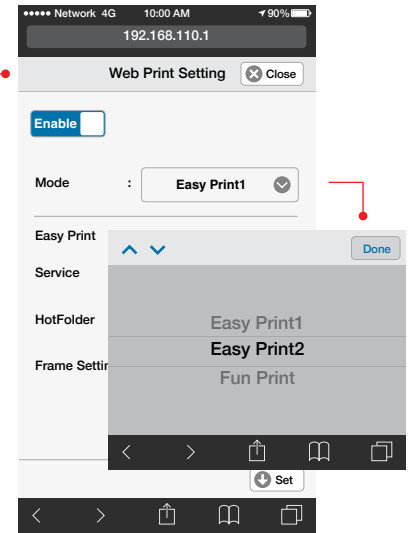 Network 4G 10:00 AM 90%
192.168.110.1
Web Print Setting Close
Enable
Mode : Easy Print1
Easy Print
Service
HotFolder
Frame Settin
Done
Easy Print1
Easy Print2
Fun Print
Set